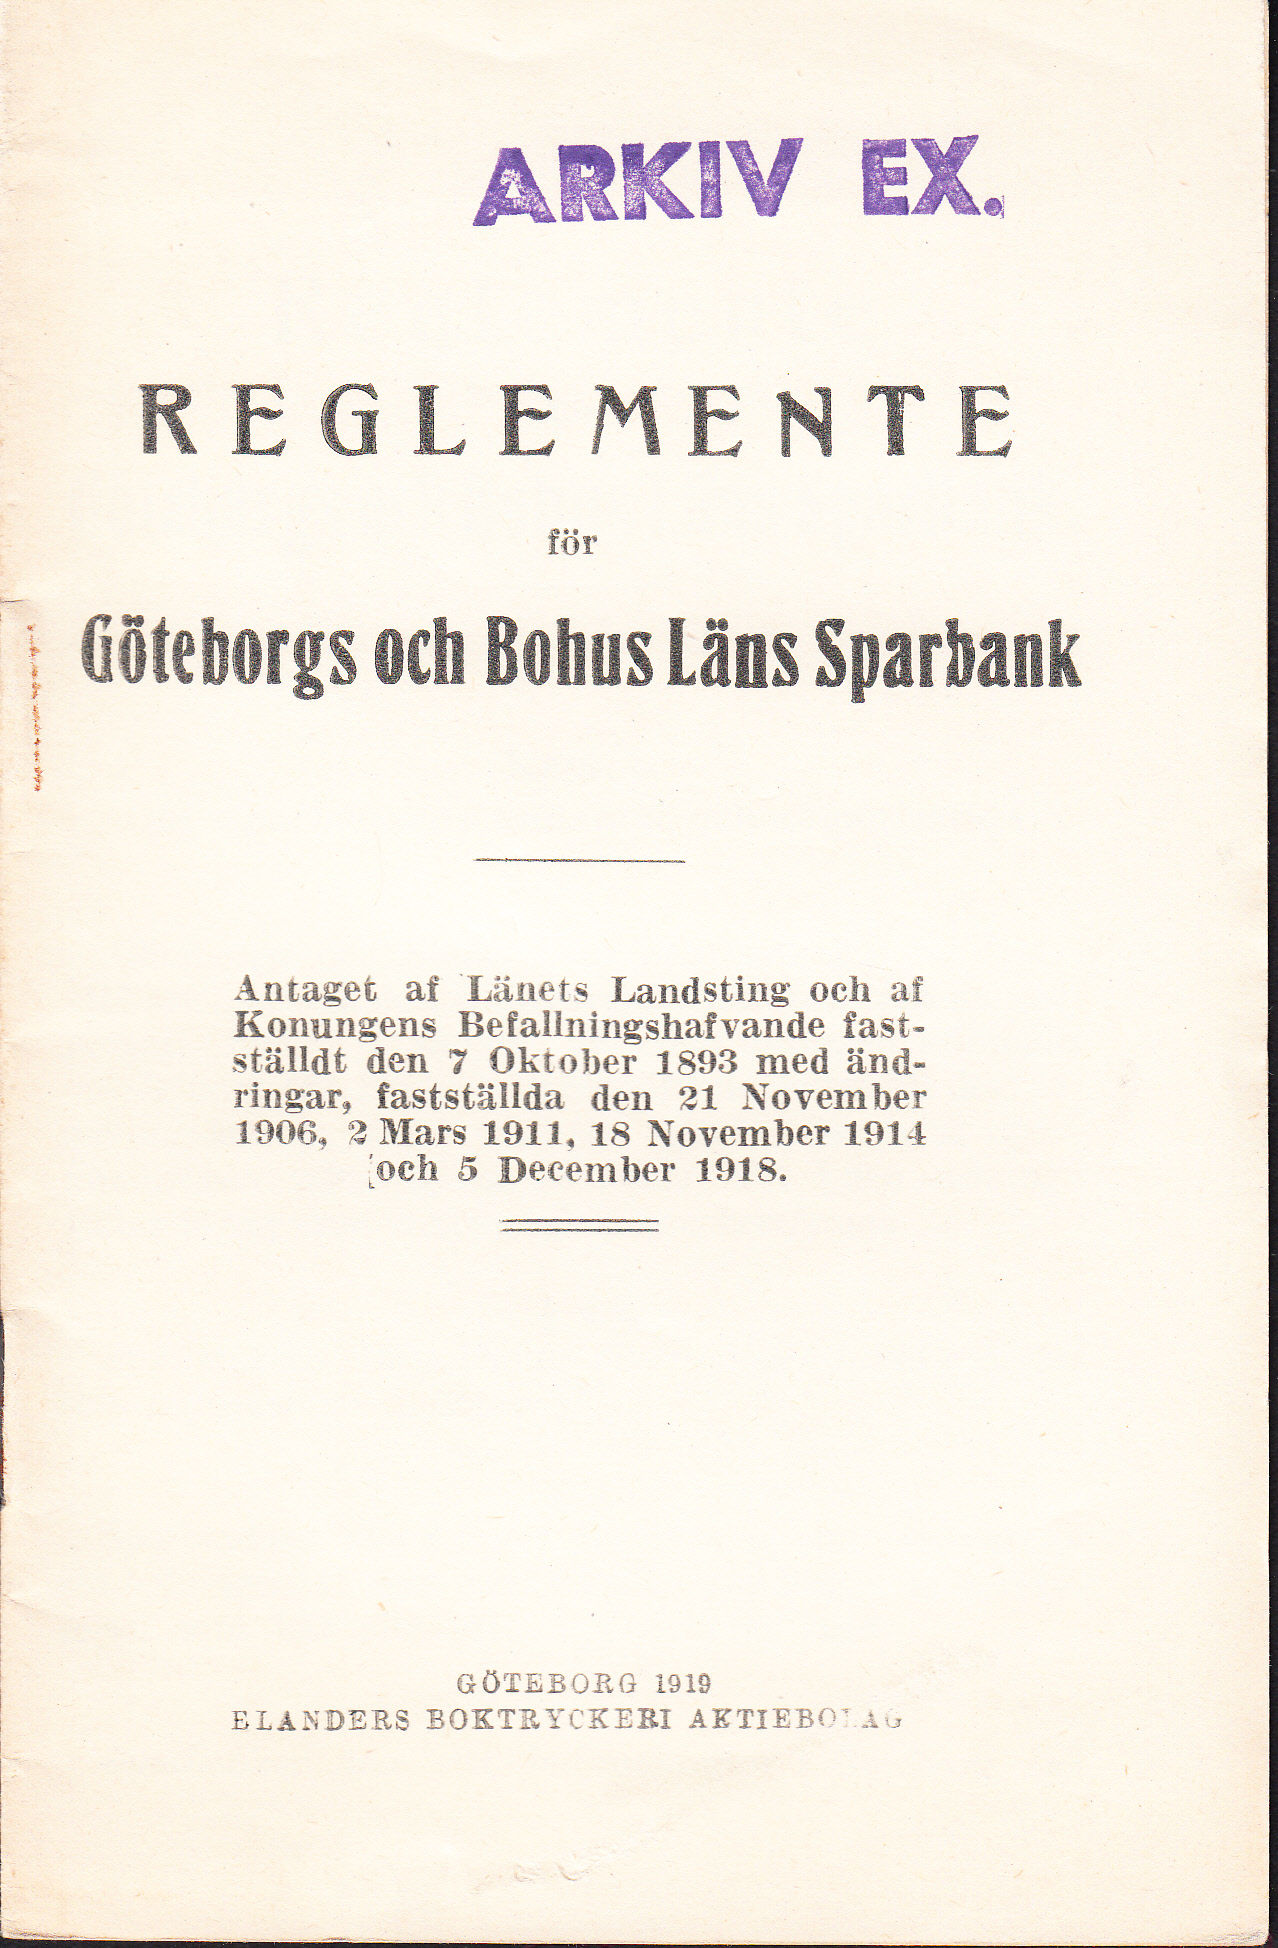 ARKIV EX.
REGLEMENTE
för
Göteborgs och Bohus Läns Sparbank
Antaget af Länets Landsting och af
Konungens Befallningshafvande fast-
ställdt den 7 Oktober 1893 med änd-
ringar, fastställda den 21 November
1906, 2 Mars 1911, 18 November 1914
och 5 December 1918.
GÖTEBORG 1919
ELANDERS BOKTRYCKERI AKTIEBOLAG